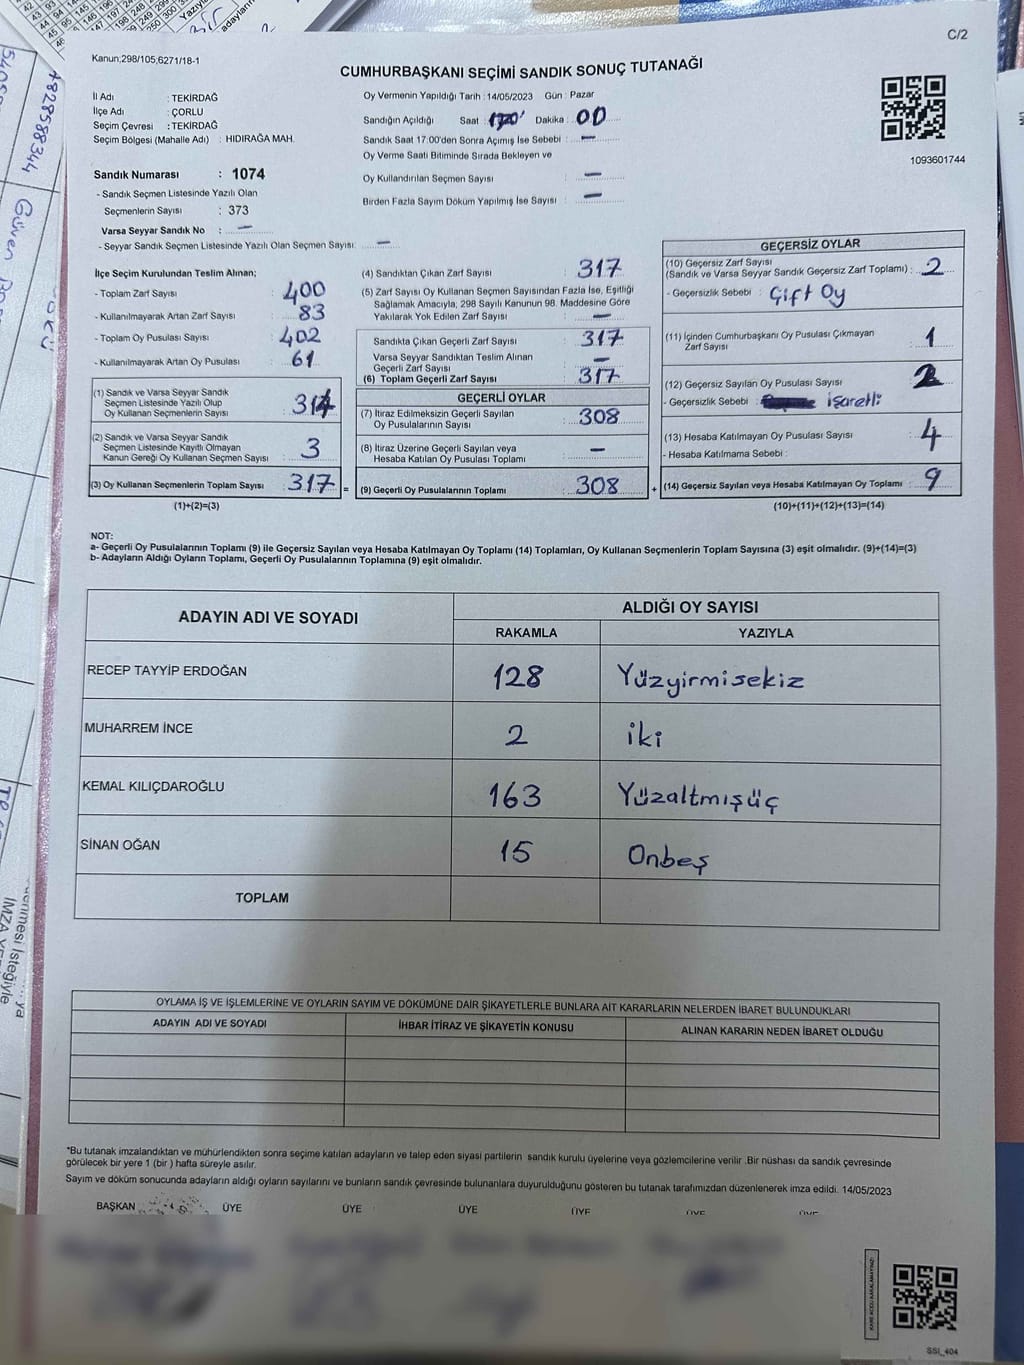 C/2
Kanun;298/105,6271/18-1
CUMHURBAŞKANI SEÇİMİ SANDIK SONUÇ TUTANAĞI
İl Adı : TEKİRDAĞ
İlçe Adı : ÇORLU
Seçim Çevresi : TEKİRDAĞ
Seçim Bölgesi (Mahalle Adı) : HIDIRAĞA MAH.
Oy Vermenin Yapıldığı Tarih : 14/05/2023 Gün : Pazar
Sandığın Açıldığı Saat Dakika : 00
Sandık Saat 17:00'den Sonra Açımış İse Sebebi : —
Oy Verme Saati Bitiminde Sırada Bekleyen ve
Oy Kullandırılan Seçmen Sayısı : —
Birden Fazla Sayım Döküm Yapılmış İse Sayısı : —
1093601744
Sandık Numarası : 1074
- Sandık Seçmen Listesinde Yazılı Olan
Seçmenlerin Sayısı : 373
Varsa Seyyar Sandık No : —
- Seyyar Sandık Seçmen Listesinde Yazılı Olan Seçmen Sayısı: —
İlçe Seçim Kurulundan Teslim Alınan;
- Toplam Zarf Sayısı : 400
- Kullanılmayarak Artan Zarf Sayısı : 83
- Toplam Oy Pusulası Sayısı : 402
- Kullanılmayarak Artan Oy Pusulası : 61
(1) Sandık ve Varsa Seyyar Sandık
Seçmen Listesinde Yazılı Olup
Oy Kullanan Seçmenlerin Sayısı : 314
(2) Sandık ve Varsa Seyyar Sandık
Seçmen Listesinde Kayıtlı Olmayan
Kanun Gereği Oy Kullanan Seçmen Sayısı : 3
(3) Oy Kullanan Seçmenlerin Toplam Sayısı : 317 =
(1)+(2)=(3)
(4) Sandıktan Çıkan Zarf Sayısı : 317
(5) Zarf Sayısı Oy Kullanan Seçmen Sayısından Fazla İse, Eşitliği
Sağlamak Amacıyla, 298 Sayılı Kanunun 98. Maddesine Göre
Yakılarak Yok Edilen Zarf Sayısı : —
Sandıkta Çıkan Geçerli Zarf Sayısı : 317
Varsa Seyyar Sandıktan Teslim Alınan
Geçerli Zarf Sayısı : —
(6) Toplam Geçerli Zarf Sayısı : 317
GEÇERLİ OYLAR
(7) İtiraz Edilmeksizin Geçerli Sayılan
Oy Pusulalarının Sayısı : 308
(8) İtiraz Üzerine Geçerli Sayılan veya
Hesaba Katılan Oy Pusulası Toplamı : —
(9) Geçerli Oy Pusulalarının Toplamı : 308 +
GEÇERSİZ OYLAR
(10) Geçersiz Zarf Sayısı
(Sandık ve Varsa Seyyar Sandık Geçersiz Zarf Toplamı) : 2
- Geçersizlik Sebebi : Çift Oy
(11) İçinden Cumhurbaşkanı Oy Pusulası Çıkmayan
Zarf Sayısı : 1
(12) Geçersiz Sayılan Oy Pusulası Sayısı : 2
- Geçersizlik Sebebi : işaretli
(13) Hesaba Katılmayan Oy Pusulası Sayısı : 4
- Hesaba Katılmama Sebebi :
(14) Geçersiz Sayılan veya Hesaba Katılmayan Oy Toplamı : 9
(10)+(11)+(12)+(13)=(14)
NOT:
a- Geçerli Oy Pusulalarının Toplamı (9) ile Geçersiz Sayılan veya Hesaba Katılmayan Oy Toplamı (14) Toplamları, Oy Kullanan Seçmenlerin Toplam Sayısına (3) eşit olmalıdır. (9)+(14)=(3)
b- Adayların Aldığı Oyların Toplamı, Geçerli Oy Pusulalarının Toplamına (9) eşit olmalıdır.
ADAYIN ADI VE SOYADI ALDIĞI OY SAYISI
RAKAMLA YAZIYLA
RECEP TAYYİP ERDOĞAN 128 Yüzyirmisekiz
MUHARREM İNCE 2 iki
KEMAL KILIÇDAROĞLU 163 Yüzaltmışüç
SİNAN OĞAN 15 Onbeş
TOPLAM
OYLAMA İŞ VE İŞLEMLERİNE VE OYLARIN SAYIM VE DÖKÜMÜNE DAİR ŞİKAYETLERLE BUNLARA AİT KARARLARIN NELERDEN İBARET BULUNDUKLARI
ADAYIN ADI VE SOYADI İHBAR İTİRAZ VE ŞİKAYETİN KONUSU ALINAN KARARIN NEDEN İBARET OLDUĞU
*Bu tutanak imzalandıktan ve mühürlendikten sonra seçime katılan adayların ve talep eden siyasi partilerin sandık kurulu üyelerine veya gözlemcilerine verilir .Bir nüshası da sandık çevresinde
görülecek bir yere 1 (bir ) hafta süreyle asılır.
Sayım ve döküm sonucunda adayların aldığı oyların sayılarını ve bunların sandık çevresinde bulunanlara duyurulduğunu gösteren bu tutanak tarafımızdan düzenlenerek imza edildi. 14/05/2023
BAŞKAN ÜYE ÜYE ÜYE ÜYE ÜYE ÜYE
SSI_404